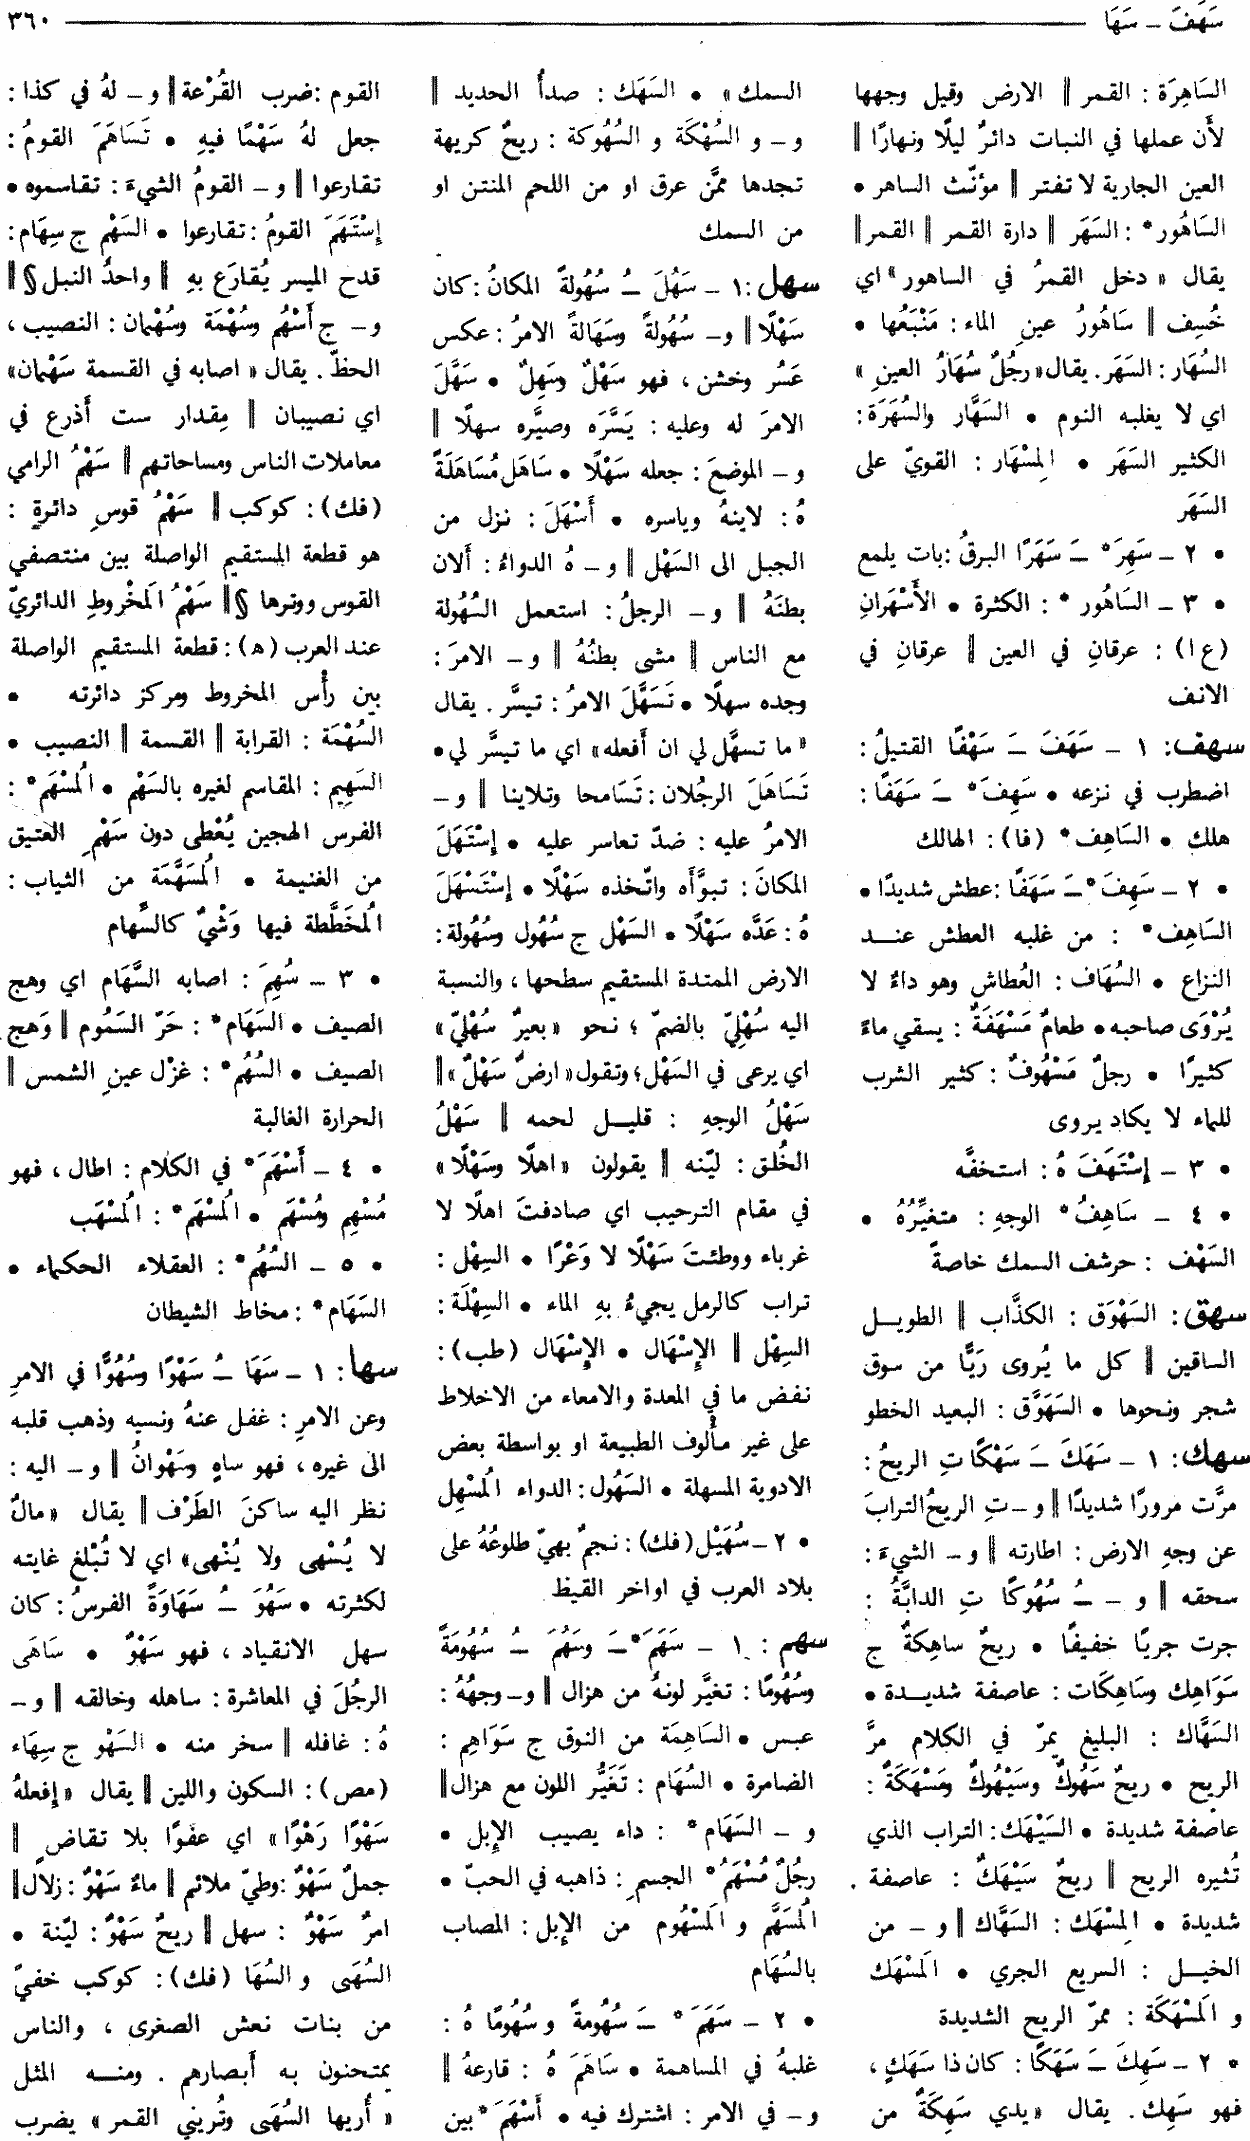 سَهَفَ – سَهَا
٣٦٠
السَاهِرَة : القمر ‖ الارض وقيل وجهها
لأن عملها في النبات دائرٌ ليلًا ونهارًا ‖
العين الجارية لا تفتر ‖ مؤنّث الساهر •
السَاهُور* : السَهَر ‖ دارة القمر ‖ القمر ‖
يقال « دخل القمرُ في الساهور » اي
خُسِف ‖ سَاهُورُ عينِ الماء : مَنْبَعُها •
السُهَار : السَهَر . يقال « رجلٌ سُهَارُ العينِ »
اي لا يغلبه النوم • السَهَّار والسُهَرَة :
الكثير السَهَر • المِسْهَار : القويّ على
السَهَر
• ٢ – سَهِرَ* ـَ سَهَرًا البرقُ : بات يلمع
• ٣ – السَاهُور* : الكثرة • الأَسْهَرانِ
(ع ا) : عرقانِ في العين ‖ عرقانِ في
الانف
سهف : ١ – سَهَفَ ـَ سَهْفًا القتيلُ :
اضطرب في نزعه • سَهِفَ* ـَ سَهَفًا :
هلك • السَاهِف* (فا) : الهالك
• ٢ – سَهِفَ* ـَ سَهَفًا : عطش شديدًا •
السَاهِف* : من غلبه العطش عند
النزاع • السُهَاف : العُطاش وهو داءٌ لا
يُرْوَى صاحبه • طعامٌ مَسْهَفَةٌ : يسقي ماءً
كثيرًا • رجلٌ مَسْهُوفٌ : كثير الشرب
للماء لا يكاد يروى
• ٣ – إِسْتَهَفَ هُ : استخفَّه
• ٤ – سَاهِفُ* الوجهِ : متغيِّرُهُ •
السَهْف : حرشف السمك خاصةً
سهق : السَهْوَق : الكذَّاب ‖ الطويل
الساقين ‖ كل ما يُروى رَيًّا من سوق
شجر ونحوها • السَهَوَّق : البعيد الخطو
سهك : ١ – سَهَكَ ـَ سَهْكًا تِ الريحُ :
مرَّت مرورًا شديدًا ‖ و – تِ الريحُ الترابَ
عن وجهِ الارض : اطارته ‖ و – الشيءَ :
سحقه ‖ و – ـُ سُهُوكًا تِ الدابَّةُ :
جرت جريًا خفيفًا • ريحٌ ساهِكةٌ ج
سَوَاهِك وسَاهِكَات : عاصفة شديدة •
السَهَّاك : البليغ يمرّ في الكلام مرَّ
الريح • ريحٌ سَهُوكٌ وسَيْهُوكٌ ومَسْهَكَةٌ :
عاصفة شديدة • السَيْهَك : التراب الذي
تُثيره الريح ‖ ريحٌ سَيْهَكٌ : عاصفة
شديدة • المِسْهَك : السَهَّاك ‖ و – من
الخيل : السريع الجري • المَسْهَك
و المَسْهَكَة : ممرّ الريح الشديدة
• ٢ – سَهِكَ ـَ سَهَكًا : كان ذا سَهَكٍ ،
فهو سَهِك . يقال « يدي سَهِكَةٌ من
السمك » • السَهَك : صدأُ الحديد ‖
و – و السُهْكَة و السُهُوكة : ريحٌ كريهة
تجدها ممَّن عرق او من اللحم المنتن او
من السمك
سهل : ١ – سَهُلَ ـُ سُهُولةً المكانُ : كان
سَهْلًا ‖ و – سُهُولةً وسَهَالةً الامرُ : عكس
عَسُر وخشن ، فهو سَهْلٌ وسَهِلٌ • سَهَّلَ
الامرَ له وعليه : يَسَّرَه وصيَّره سهلًا ‖
و – الموضعَ : جعله سَهْلًا • سَاهَلَ مُسَاهَلَةً
هُ : لاينهُ وياسره • أَسْهَلَ : نزل من
الجبل الى السَهْل ‖ و – هُ الدواءُ : ألان
بطنَهُ ‖ و – الرجلُ : استعمل السُهُولة
مع الناس ‖ مشى بطنُهُ ‖ و – الامرَ :
وجده سهلًا • تَسَهَّلَ الامرُ : تيسَّر . يقال
« ما تسهَّل لي ان أفعله » اي ما تيسَّر لي •
تَسَاهَلَ الرجُلان : تَسَامحا وتلاينا ‖ و –
الامرُ عليه : ضدّ تعاسر عليه • إِسْتَهَلَ
المكانَ : تبوَّأه واتّخذه سَهْلًا • إِسْتَسْهَلَ
هُ : عَدَّه سَهْلًا • السَهْل ج سُهُول وسُهُولة :
الارض الممتدة المستقيم سطحها ، والنسبة
اليه سُهْلِيّ بالضمّ ؛ نحو « بعيرٌ سُهْلِيّ »
اي يرعى في السَهْل ؛ وتقول « ارضٌ سَهْلٌ » ‖
سَهْلُ الوجهِ : قليل لحمه ‖ سَهْلُ
الخُلق : ليّنه ‖ يقولون « اهلًا وسَهْلًا »
في مقام الترحيب اي صادفتَ اهلًا لا
غرباء ووطئتَ سَهْلًا لا وَعْرًا • السِهْل :
تراب كالرمل يجيءُ بهِ الماء • السِهْلَة :
السِهْل ‖ الإِسْهَال • الإِسْهَال (طب) :
نفض ما في المعدة والامعاء من الاخلاط
على غير مألوف الطبيعة او بواسطة بعض
الادوية المسهلة • السَهُول : الدواء المُسْهِل
• ٢ – سُهَيْل (فك) : نجمٌ بهيّ طلوعُهُ على
بلاد العرب في اواخر القيظ
سهم : ١ – سَهَمَ* ـَ وسَهُمَ ـُ سُهُومَةً
وسُهُومًا : تغيَّر لونهُ من هزال ‖ و – وجهُهُ :
عبس • السَاهِمَة من النوق ج سَوَاهِم :
الضامرة • السُهَام : تَغَيُّر اللون مع هزال ‖
و – السَهَام* : داء يصيب الإبل •
رجُلٌ مُسْهَمُ* الجسمِ : ذاهبه في الحبّ •
المُسَهَّم و المَسْهُوم من الإبل : المصاب
بالسُهَام
• ٢ – سَهَمَ* ـَ سُهُومةً و سُهُومًا هُ :
غلبهُ في المساهمة • سَاهَمَ هُ : قارعهُ ‖
و – في الامر : اشترك فيه • أَسْهَمَ* بين
القوم : ضرب القُرْعة ‖ و – لهُ في كذا :
جعل لهُ سَهْمًا فيهِ • تَسَاهَمَ القومُ :
تقارعوا ‖ و – القومُ الشيءَ : تقاسموه •
إِسْتَهَمَ القومُ : تقارعوا • السَهْم ج سِهَام :
قدح الميسر يُقارَع بهِ ‖ واحدُ النبل § ‖
و – ج أَسْهُم وسُهْمَة وسُهْمان : النصيب ،
الحظّ . يقال « اصابه في القسمة سَهْمان »
اي نصيبان ‖ مِقدار ست أذرع في
معاملات الناس ومساحاتهم ‖ سَهْمُ الرامي
(فك) : كوكب ‖ سَهْمُ قوسِ دائرةٍ :
هو قطعة المستقيم الواصلة بين منتصفي
القوس ووترها § ‖ سَهْمُ المَخْروطِ الدائريّ
عند العرب (ه) : قطعة المستقيم الواصلة
بين رأس المخروط ومركز دائرته •
السُهْمَة : القرابة ‖ القسمة ‖ النصيب •
السَهِيم : المقاسم لغيره بالسَهْم • المُسْهَم* :
الفرس الهجين يُعْطى دون سَهْمِ العتيق
من الغنيمة • المُسَهَّمَة من الثياب :
المُخَطَّطة فيها وَشْيٌ كالسِّهام
• ٣ – سُهِمَ : اصابه السَّهَام اي وهج
الصيف • السَهَام* : حَرّ السَمُوم ‖ وَهج
الصيف • السُهُم* : غزْل عينِ الشمس ‖
الحرارة الغالبة
• ٤ – أَسْهَمَ* في الكلام : اطال ، فهو
مُسْهِم ومُسْهَم • المُسْهَم* : المُسْهَب
• ٥ – السُهُم* : العقلاء الحكماء •
السَهَام* : مخاط الشيطان
سها : ١ – سَهَا ـُ سَهْوًا وسُهُوًّا في الامرِ
وعن الامرِ : غفل عنهُ ونسيه وذهب قلبه
الى غيره ، فهو ساهٍ وسَهْوانُ ‖ و – اليه :
نظر اليه ساكنَ الطَرْف ‖ يقال « مالٌ
لا يُسْهى ولا يُنْهى » اي لا تُبْلغ غايته
لكثرته • سَهُوَ ـُ سَهَاوَةً الفرسُ : كان
سهل الانقياد ، فهو سَهْوٌ • سَاهَى
الرجُلَ في المعاشرة : ساهله وخالقه ‖ و –
هُ : غافله ‖ سخر منه • السَهْو ج سِهَاء
(مص) : السكون واللين ‖ يقال « إفعلهُ
سَهْوًا رَهْوًا » اي عفوًا بلا تقاضٍ ‖
جملٌ سَهْوٌ : وطيّ ملائم ‖ ماءٌ سَهْوٌ : زلال ‖
امرٌ سَهْوٌ : سهل ‖ ريحٌ سَهْوٌ : ليّنة •
السُهَى و السُهَا (فك) : كوكب خفيّ
من بنات نعش الصغرى ، والناس
يمتحنون به أبصارهم . ومنه المثل
« أُريها السُهَى وتُريني القمر » يضرب